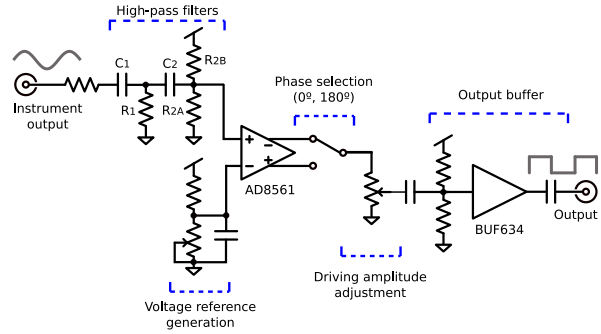 High-pass filters
C1
C2
R2B
R1
R2A
Instrument
output
Phase selection
(0º, 180º)
Output buffer
+
−
−
+
AD8561
BUF634
Output
Driving amplitude
adjustment
Voltage reference
generation